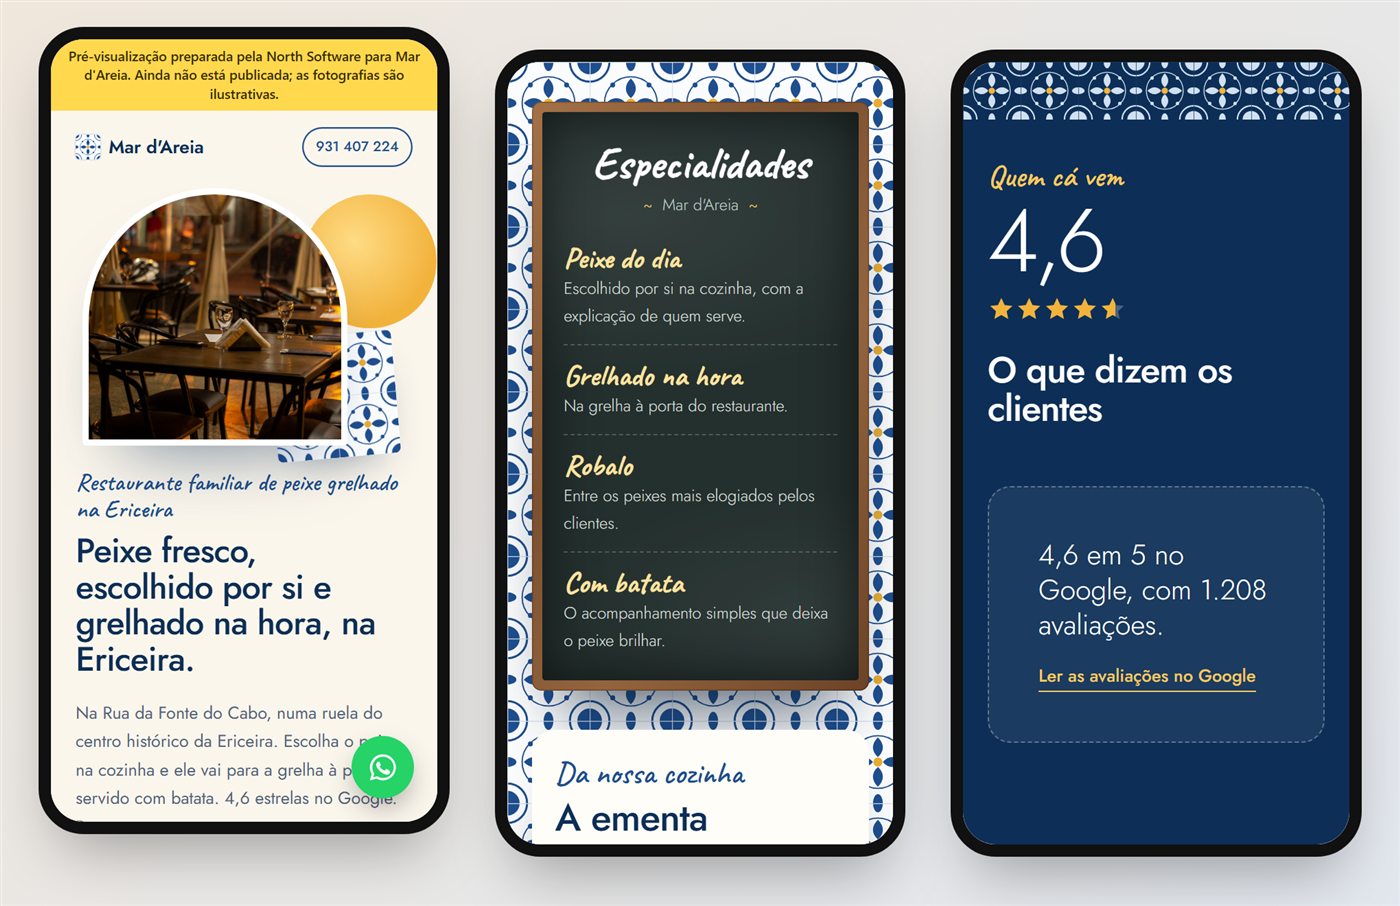 Pré-visualização preparada pela North Software para Mar
d'Areia. Ainda não está publicada; as fotografias são
ilustrativas.
Mar d'Areia
931 407 224
Restaurante familiar de peixe grelhado
na Ericeira
Peixe fresco,
escolhido por si e
grelhado na hora, na
Ericeira.
Na Rua da Fonte do Cabo, numa ruela do
centro histórico da Ericeira. Escolha o
na cozinha e ele vai para a grelha à
servido com batata. 4,6 estrelas no Google.
Especialidades
~ Mar d'Areia ~
Peixe do dia
Escolhido por si na cozinha, com a
explicação de quem serve.
Grelhado na hora
Na grelha à porta do restaurante.
Robalo
Entre os peixes mais elogiados pelos
clientes.
Com batata
O acompanhamento simples que deixa
o peixe brilhar.
Da nossa cozinha
A ementa
Quem cá vem
4,6
O que dizem os
clientes
4,6 em 5 no
Google, com 1.208
avaliações.
Ler as avaliações no Google